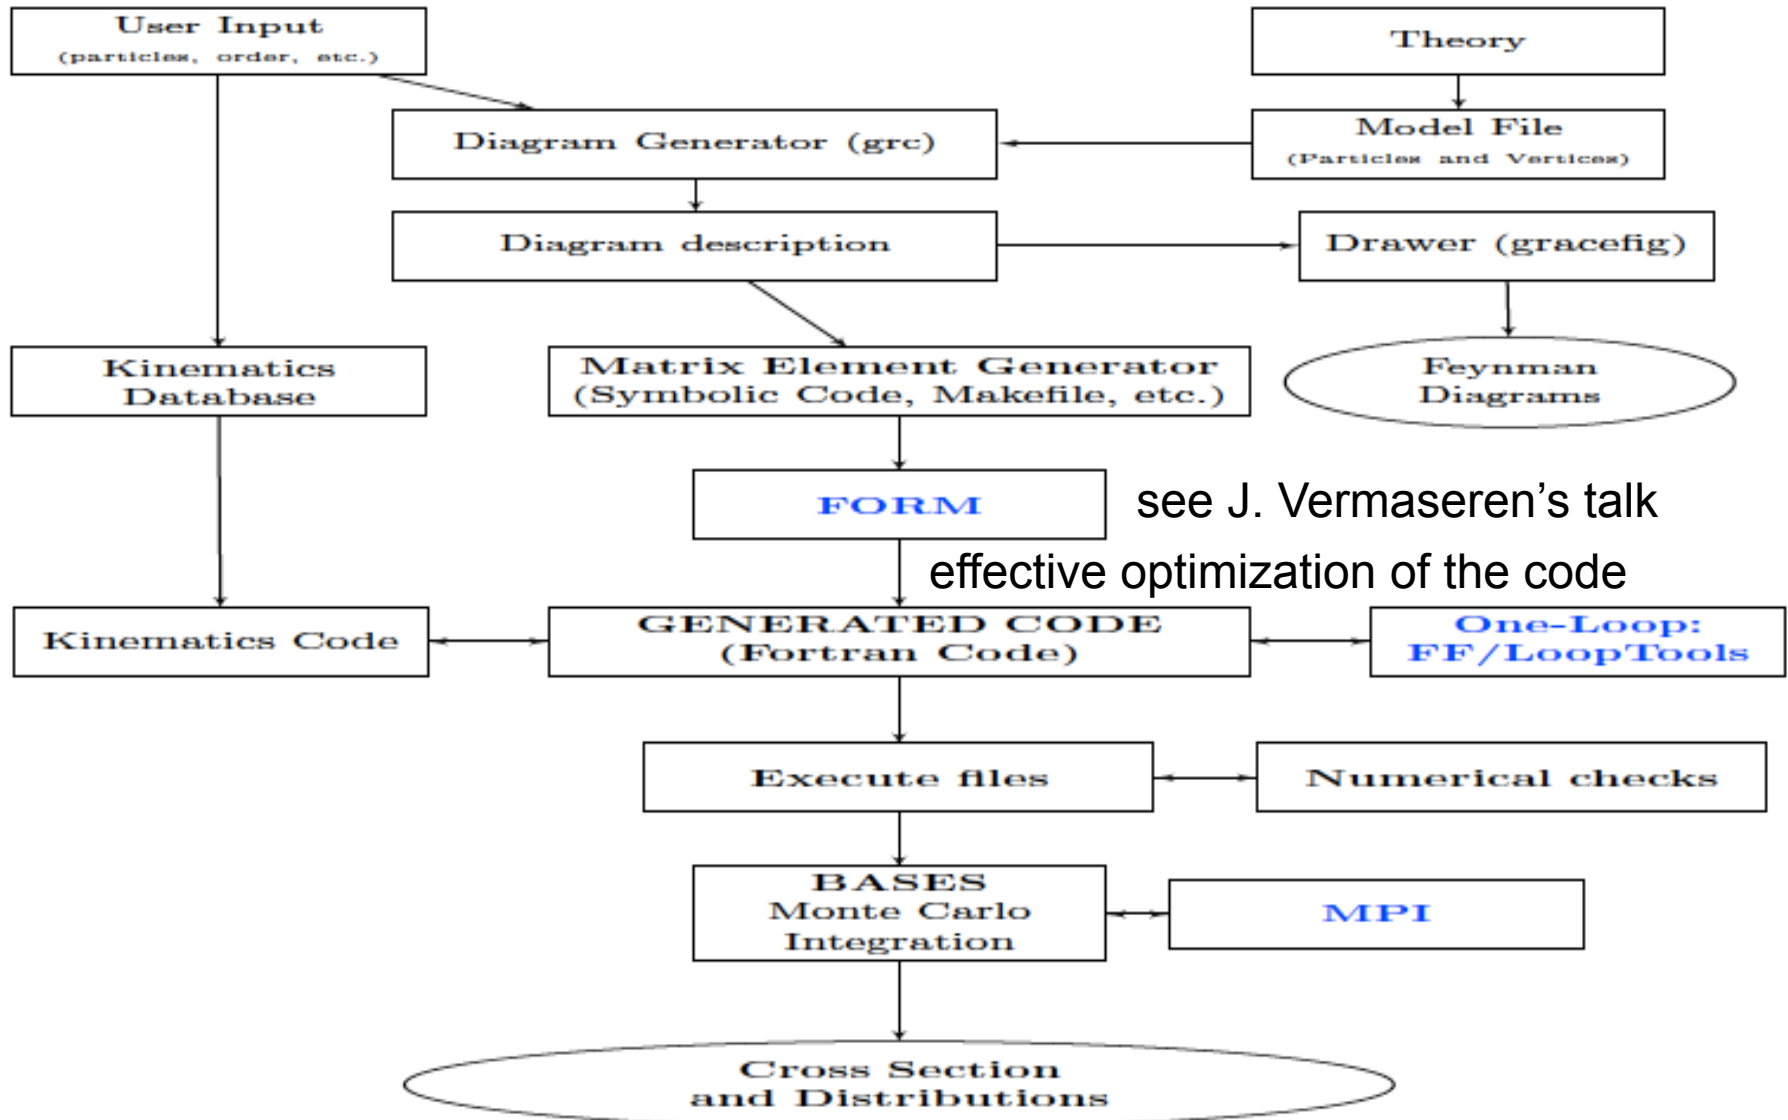 User Input
(particles, order, etc.)
Theory
Diagram Generator (grc)
Model File
(Particles and Vertices)
Diagram description
Drawer (gracefig)
Kinematics
Database
Matrix Element Generator
(Symbolic Code, Makefile, etc.)
Feynman
Diagrams
FORM
see J. Vermaseren’s talk
effective optimization of the code
Kinematics Code
GENERATED CODE
(Fortran Code)
One-Loop:
FF/LoopTools
Execute files
Numerical checks
BASES
Monte Carlo
Integration
MPI
Cross Section
and Distributions